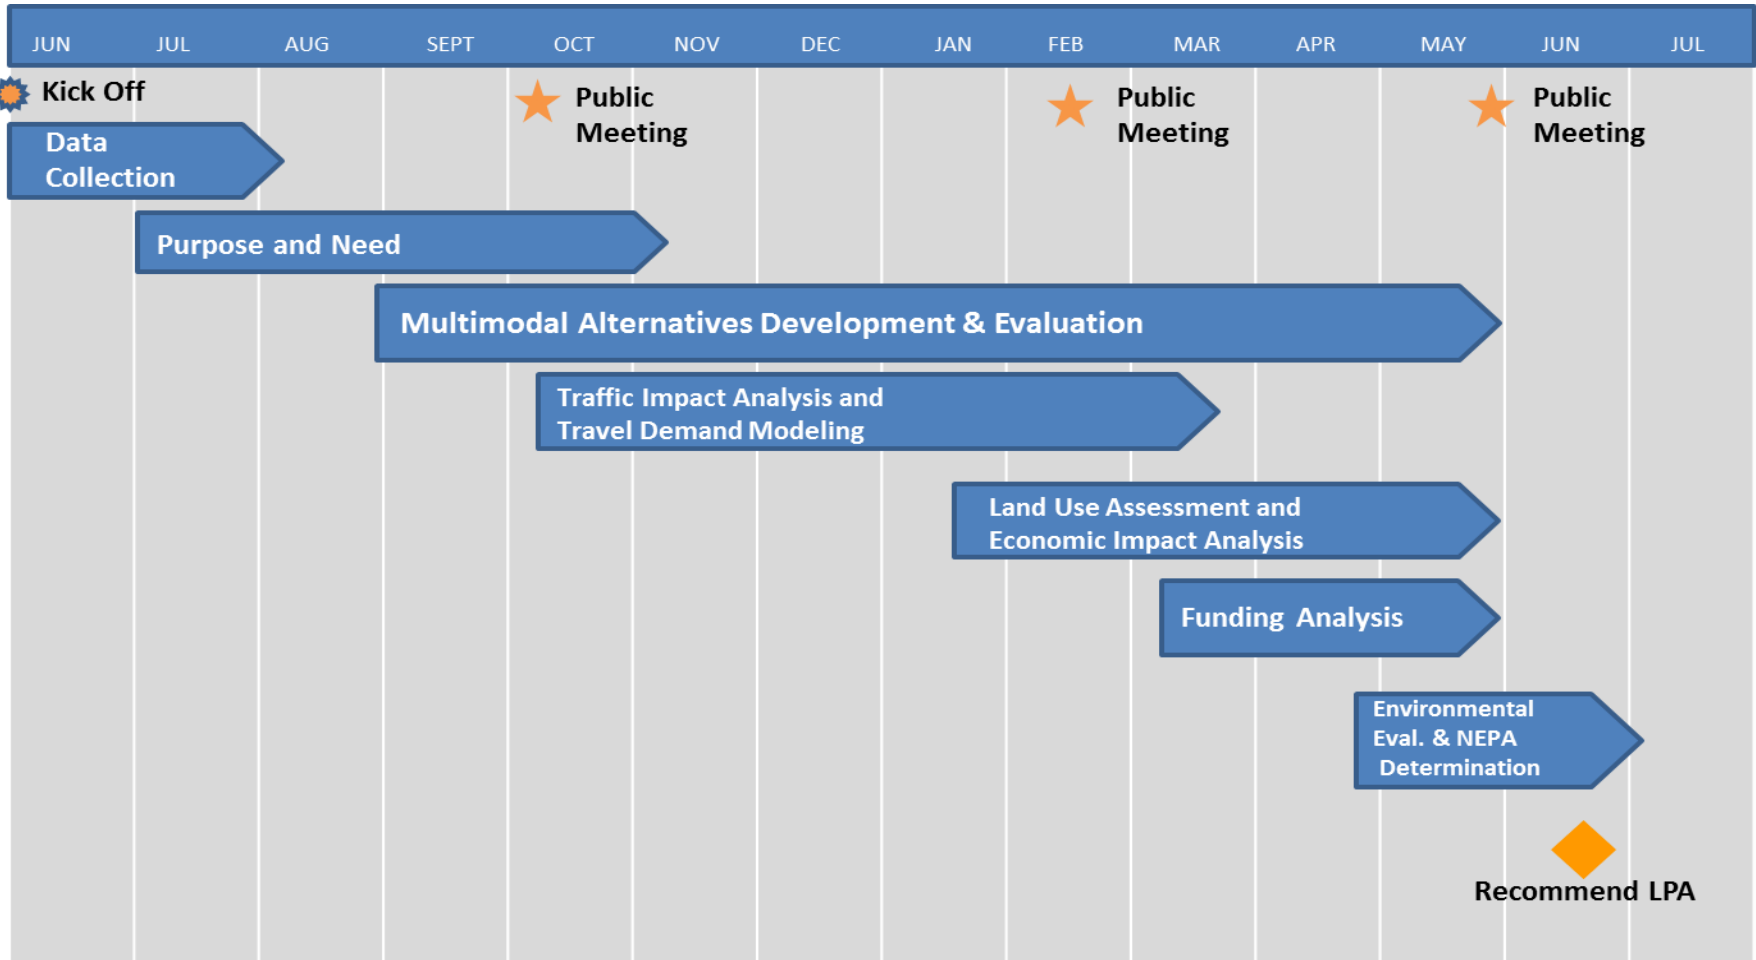 JUN JUL AUG SEPT OCT NOV DEC JAN FEB MAR APR MAY JUN JUL
Kick Off
Public
Meeting
Public
Meeting
Public
Meeting
Data
Collection
Purpose and Need
Multimodal Alternatives Development & Evaluation
Traffic Impact Analysis and
Travel Demand Modeling
Land Use Assessment and
Economic Impact Analysis
Funding Analysis
Environmental
Eval. & NEPA
Determination
Recommend LPA